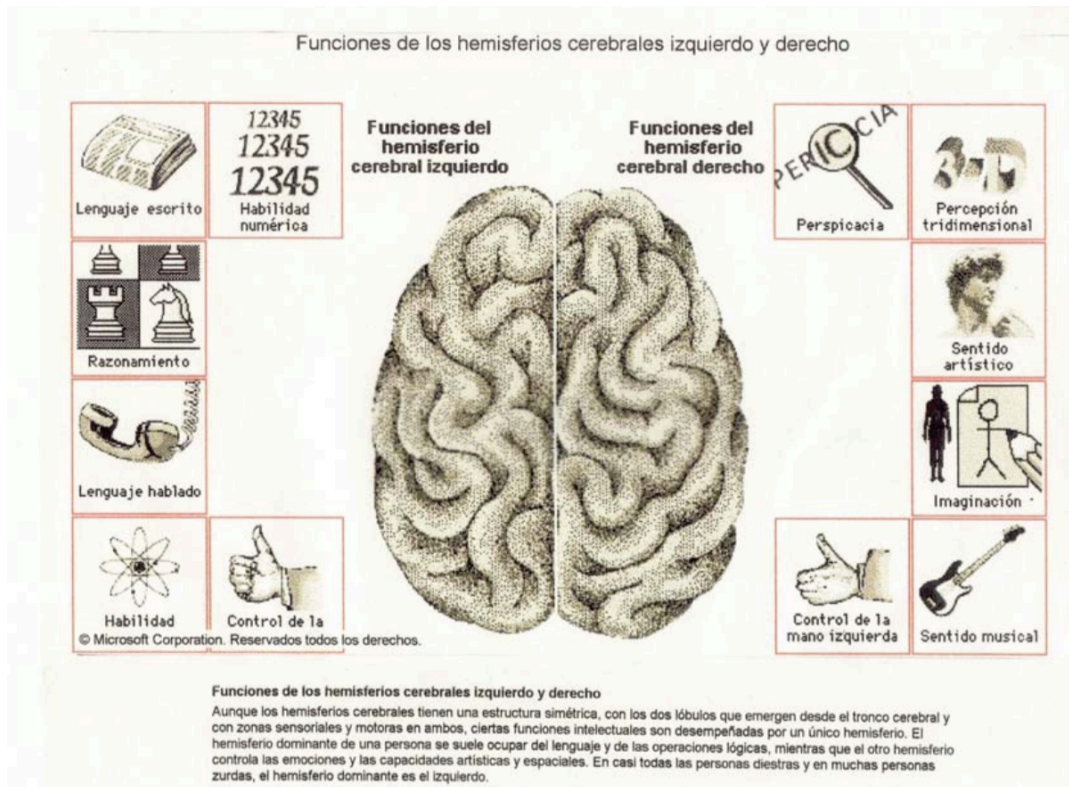 Funciones de los hemisferios cerebrales izquierdo y derecho
Lenguaje escrito
12345
12345
12345
Habilidad
numérica
Funciones del
hemisferio
cerebral izquierdo
Funciones del
hemisferio
cerebral derecho
PERICICIA
Perspicacia
3-D
Percepción
tridimensional
Razonamiento
Sentido
artístico
Lenguaje hablado
Imaginación
Habilidad
Control de la
© Microsoft Corporation. Reservados todos los derechos.
Control de la
mano izquierda
Sentido musical
Funciones de los hemisferios cerebrales izquierdo y derecho
Aunque los hemisferios cerebrales tienen una estructura simétrica, con los dos lóbulos que emergen desde el tronco cerebral y
con zonas sensoriales y motoras en ambos, ciertas funciones intelectuales son desempeñadas por un único hemisferio. El
hemisferio dominante de una persona se suele ocupar del lenguaje y de las operaciones lógicas, mientras que el otro hemisferio
controla las emociones y las capacidades artísticas y espaciales. En casi todas las personas diestras y en muchas personas
zurdas, el hemisferio dominante es el izquierdo.